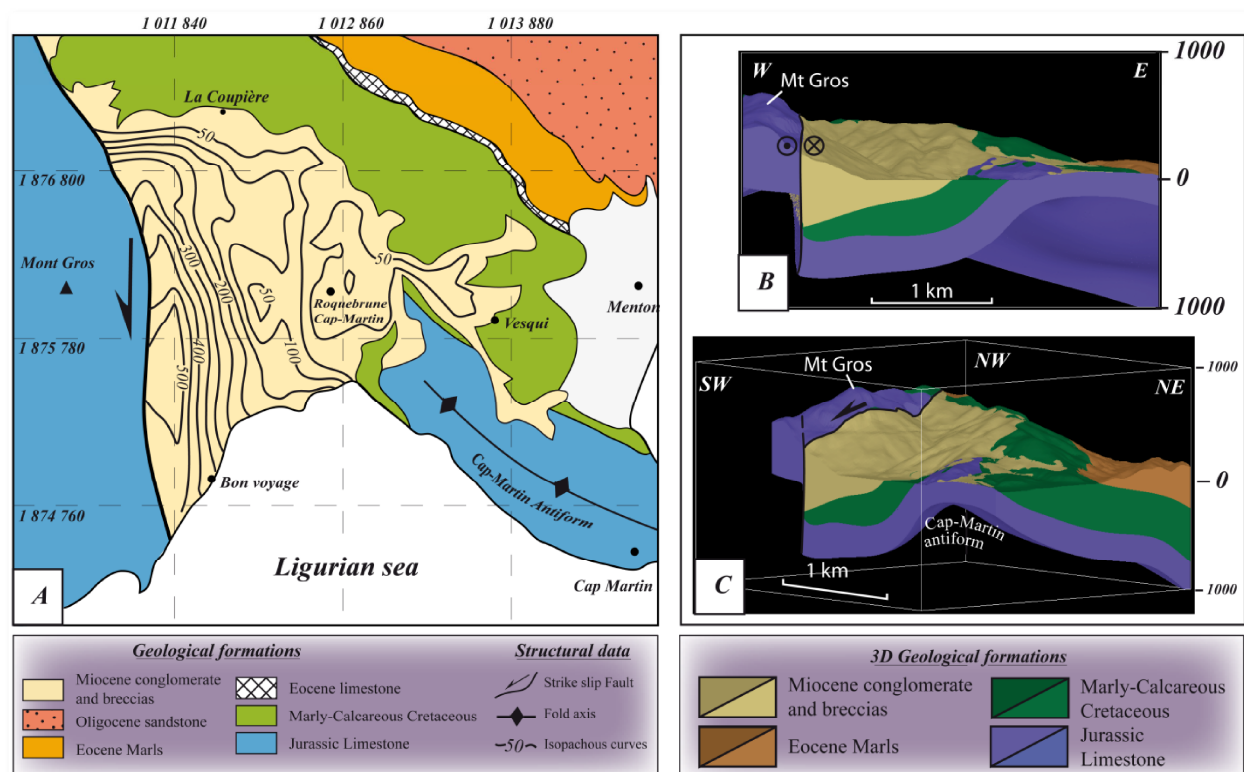 1 011 840
1 012 860
1 013 880
La Coupière
50
1 876 800
300
200
50
50
Mont Gros
Roquebrune
Cap-Martin
Menton
Vesqui
1 875 780
100
400
500
Cap-Martin Antiform
Bon voyage
1 874 760
Ligurian sea
Cap Martin
A
1000
W
E
Mt Gros
0
B
1 km
1000
1000
NW
Mt Gros
SW
NE
0
Cap-Martin
antiform
1 km
C
1000
Geological formations
Structural data
Miocene conglomerate
and breccias
Eocene limestone
Strike slip Fault
Oligocene sandstone
Marly-Calcareous Cretaceous
Fold axis
Eocene Marls
Jurassic Limestone
50
Isopachous curves
3D Geological formations
Miocene conglomerate
and breccias
Marly-Calcareous
Cretaceous
Eocene Marls
Jurassic
Limestone